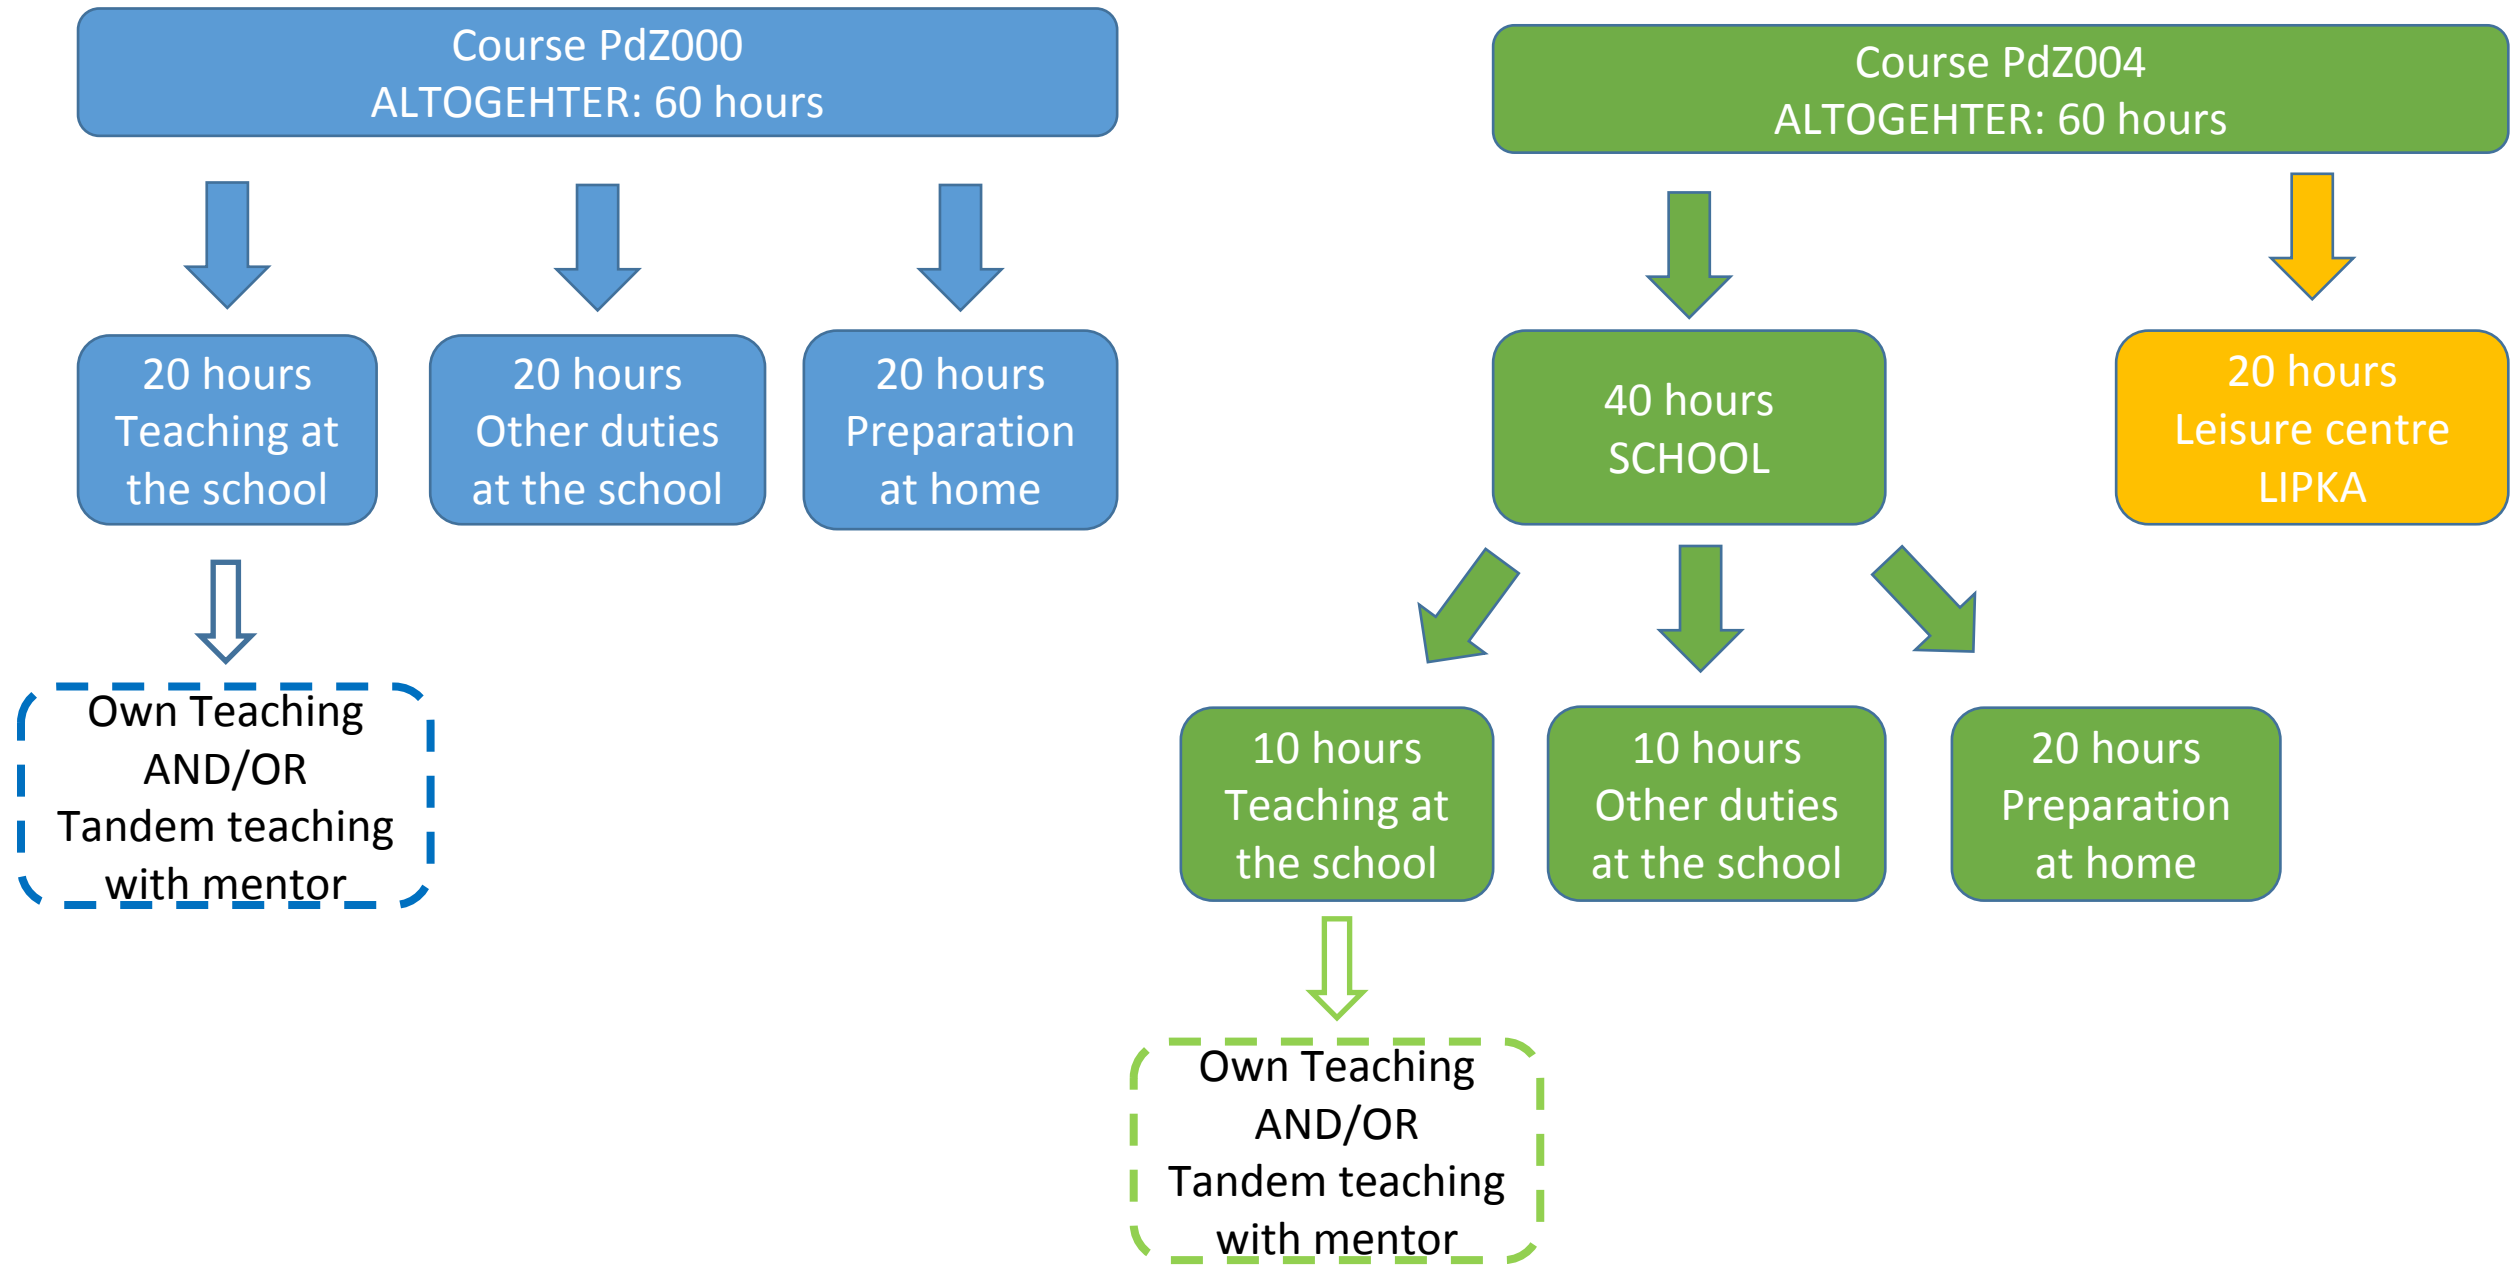 Course PdZ000
ALTOGEHTER: 60 hours
20 hours
Teaching at
the school
20 hours
Other duties
at the school
20 hours
Preparation
at home
Own Teaching
AND/OR
Tandem teaching
with mentor
Course PdZ004
ALTOGEHTER: 60 hours
40 hours
SCHOOL
20 hours
Leisure centre
LIPKA
10 hours
Teaching at
the school
10 hours
Other duties
at the school
20 hours
Preparation
at home
Own Teaching
AND/OR
Tandem teaching
with mentor